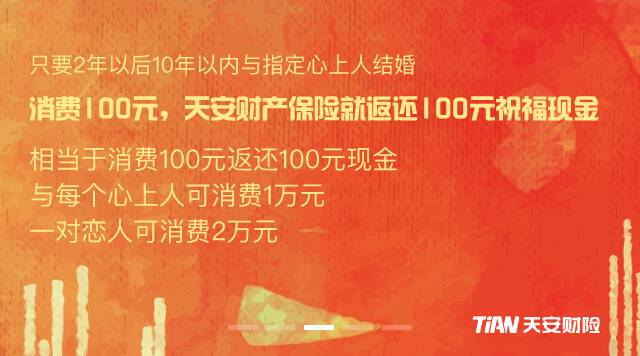 只要2年以后10年以内与指定心上人结婚
消费100元，天安财产保险就返还100元祝福现金
相当于消费100元返还100元现金
与每个心上人可消费1万元
一对恋人可消费2万元
TiAN 天安财险